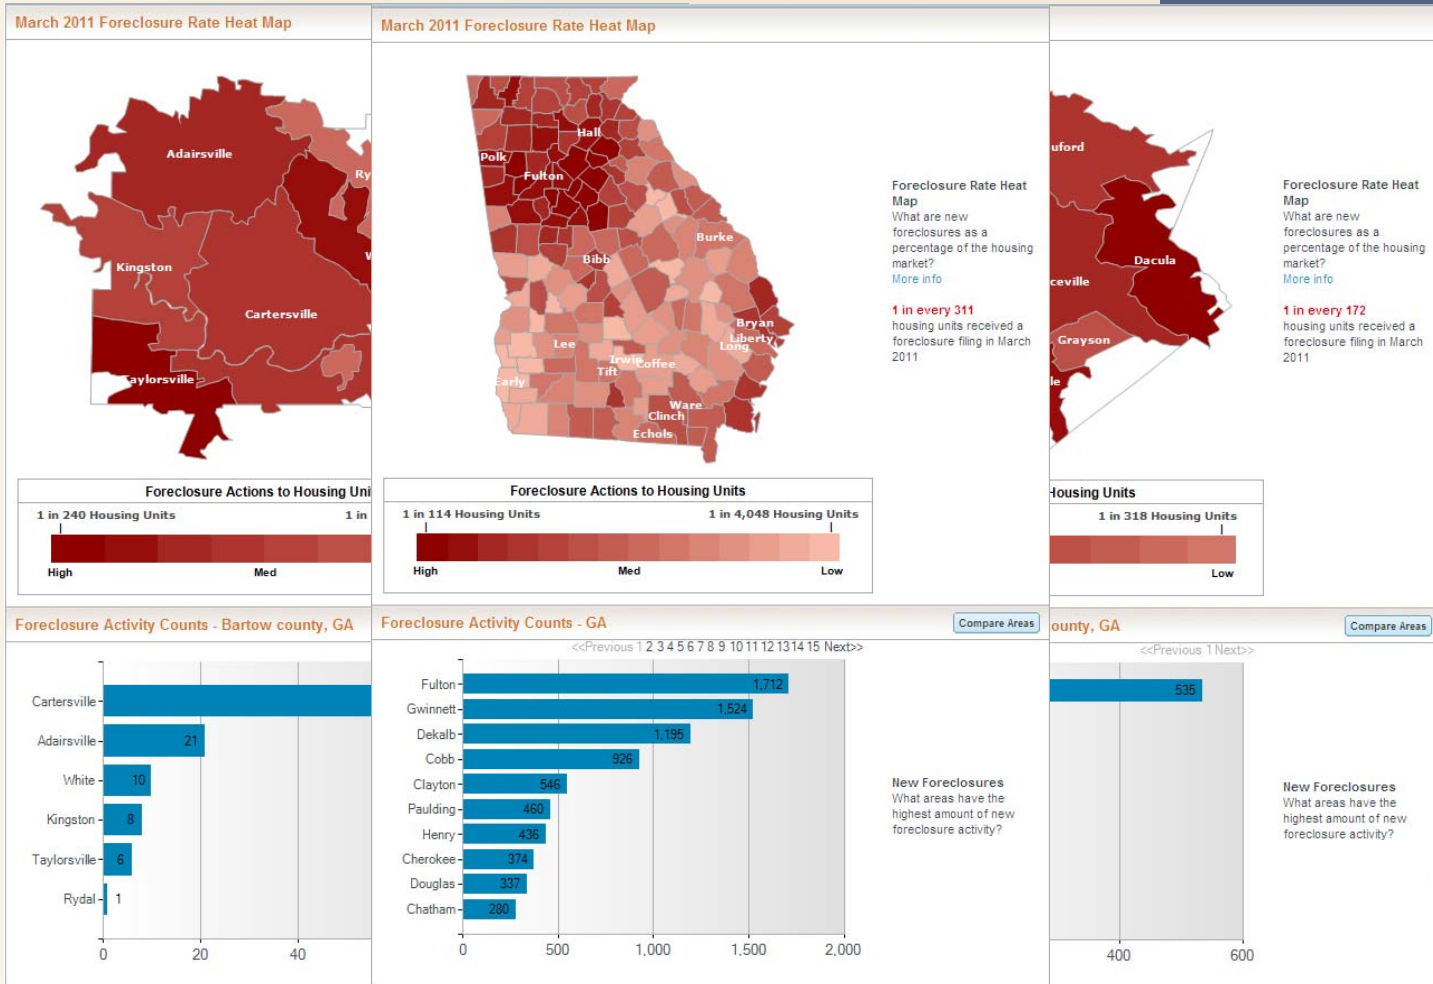 March 2011 Foreclosure Rate Heat Map
Adairsville
Ry
Kingston
Cartersville
Taylorsville
Foreclosure Actions to Housing Uni
1 in 240 Housing Units
1 in
High
Med
Foreclosure Activity Counts - Bartow county, GA
Cartersville
Adairsville
21
White
10
Kingston
8
Taylorsville
6
Rydal
1
0
20
40
March 2011 Foreclosure Rate Heat Map
Hall
Polk
Fulton
Burke
Bibb
Bryan
Liberty
Long
Lee
Irwin
Coffee
Tift
Early
Ware
Clinch
Echols
Foreclosure Rate Heat
Map
What are new
foreclosures as a
percentage of the housing
market?
More info
1 in every 311
housing units received a
foreclosure filing in March
2011
Foreclosure Actions to Housing Units
1 in 114 Housing Units
1 in 4,048 Housing Units
High
Med
Low
Foreclosure Activity Counts - GA
Compare Areas
<<Previous 1 2 3 4 5 6 7 8 9 10 11 12 13 14 15 Next>>
Fulton
1,712
Gwinnett
1,524
Dekalb
1,195
Cobb
926
Clayton
546
Paulding
460
Henry
436
Cherokee
374
Douglas
337
Chatham
280
0
500
1,000
1,500
2,000
New Foreclosures
What areas have the
highest amount of new
foreclosure activity?
uford
Dacula
ceville
Grayson
le
Foreclosure Rate Heat
Map
What are new
foreclosures as a
percentage of the housing
market?
More info
1 in every 172
housing units received a
foreclosure filing in March
2011
Housing Units
1 in 318 Housing Units
Low
ounty, GA
Compare Areas
<<Previous 1 Next>>
535
400
600
New Foreclosures
What areas have the
highest amount of new
foreclosure activity?